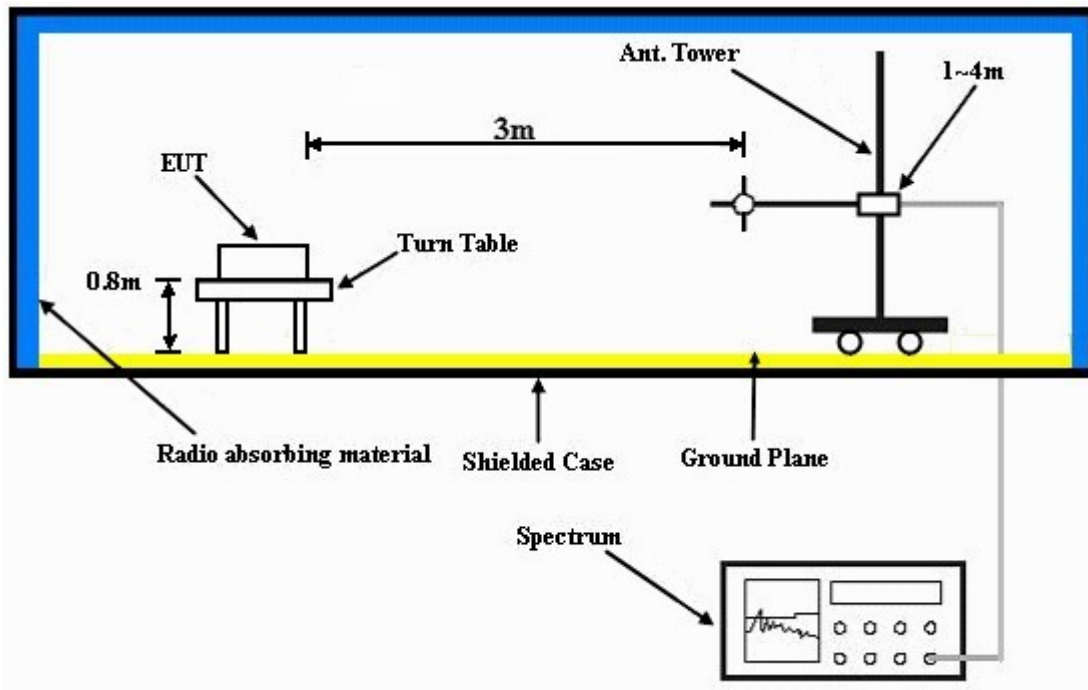 Ant. Tower
1~4m
3m
EUT
Turn Table
0.8m
Radio absorbing material
Shielded Case
Ground Plane
Spectrum